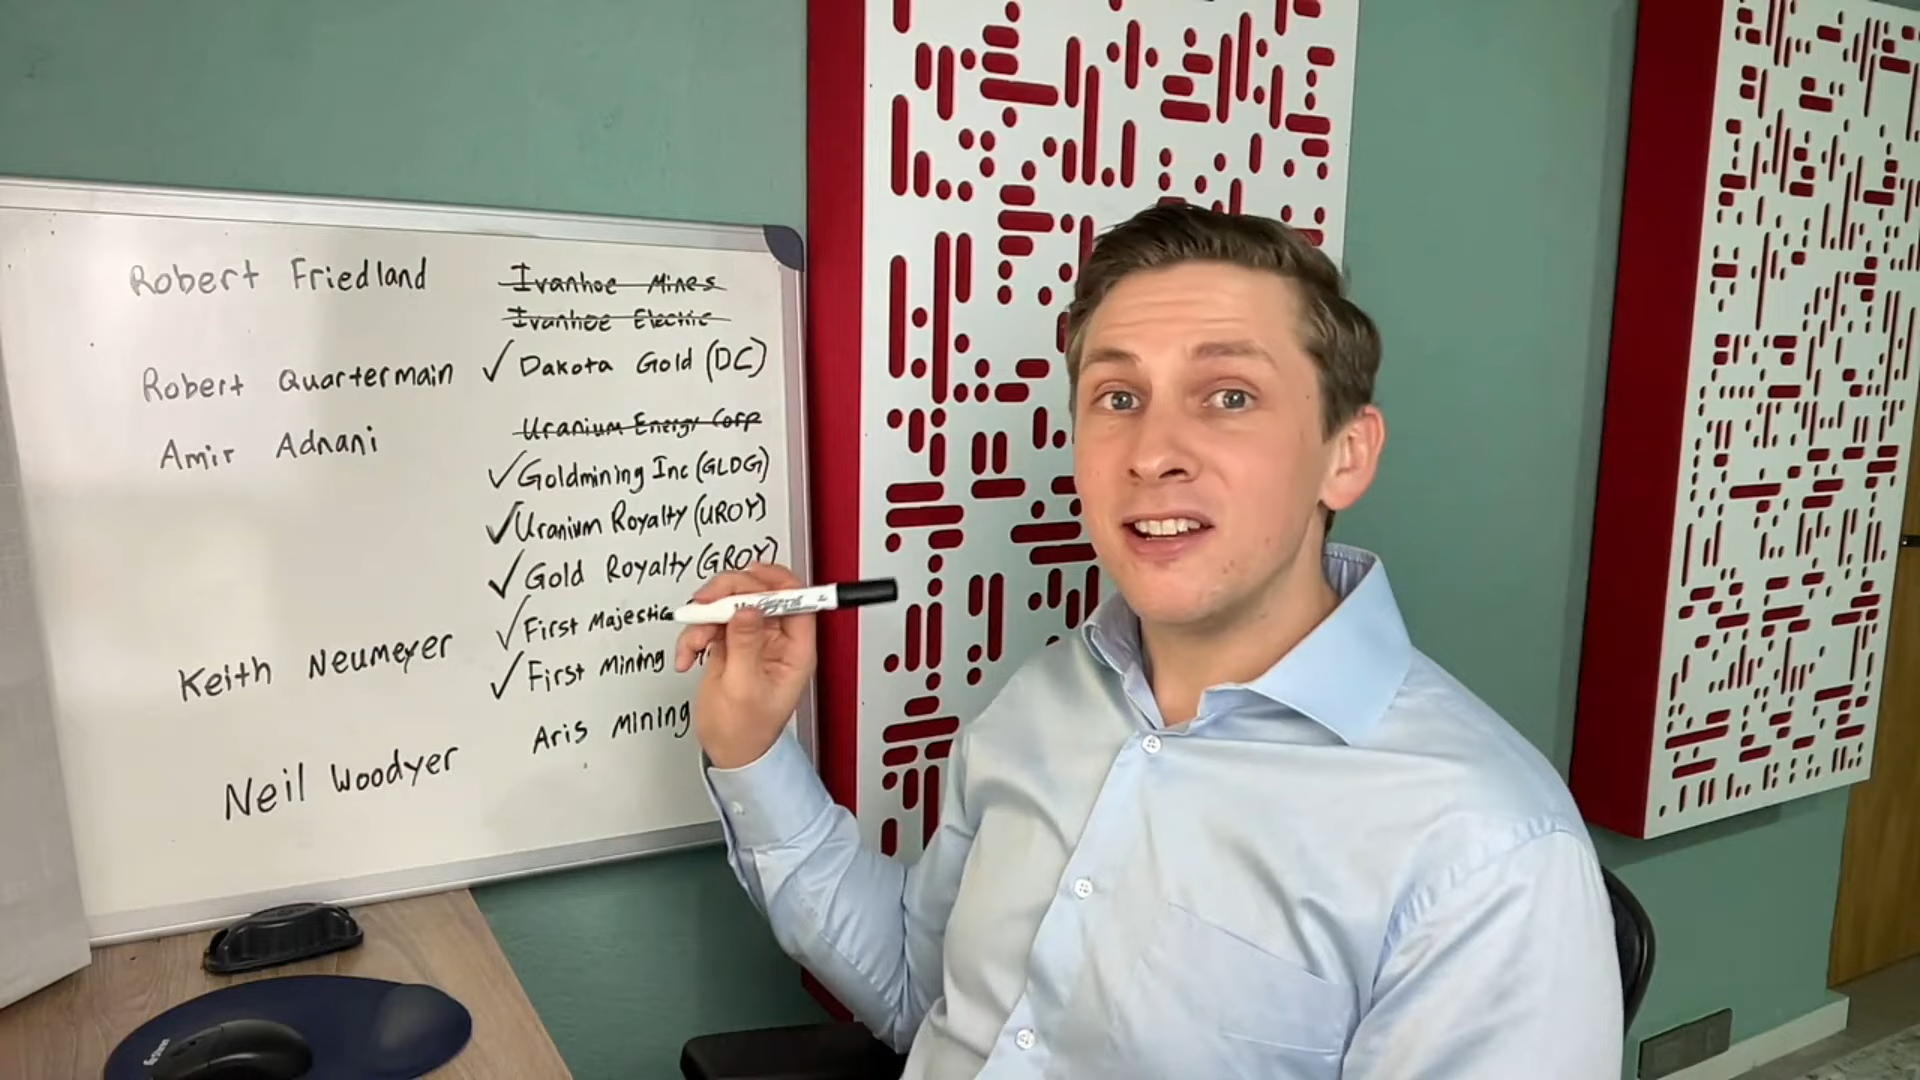 Robert Friedland Ivanhoe Mines
Ivanhoe Electric
Robert Quartermain ✓ Dakota Gold (DC)
Amir Adnani Uranium Energy Corp
✓ Goldmining Inc (GLDG)
✓ Uranium Royalty (UROY)
✓ Gold Royalty (GROY)
Keith Neumeyer ✓ First Majestic
✓ First Mining
Neil Woodyer Aris Mining